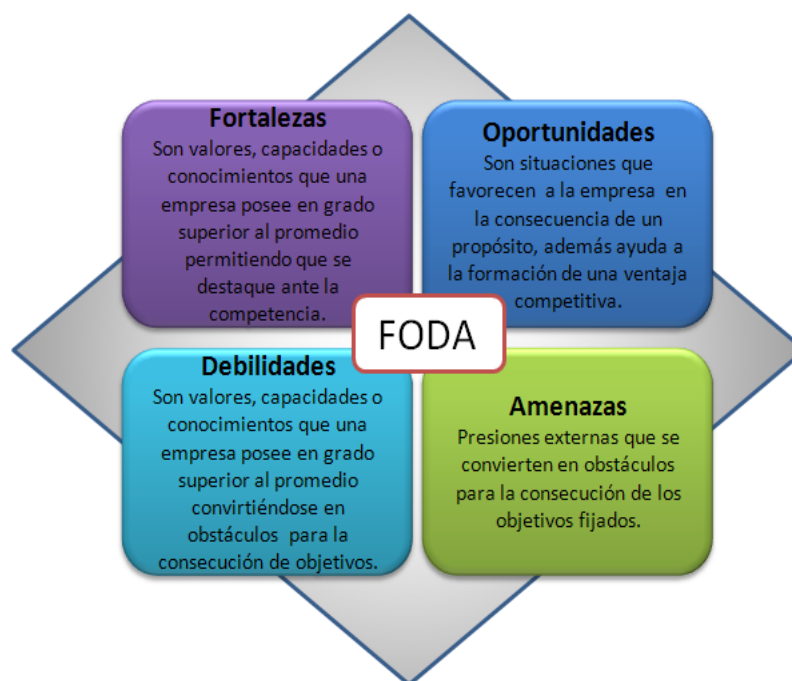 Fortalezas
Son valores, capacidades o
conocimientos que una
empresa posee en grado
superior al promedio
permitiendo que se
destaque ante la
competencia.
Oportunidades
Son situaciones que
favorecen a la empresa en
la consecuencia de un
propósito, además ayuda a
la formación de una ventaja
competitiva.
FODA
Debilidades
Son valores, capacidades o
conocimientos que una
empresa posee en grado
superior al promedio
convirtiéndose en
obstáculos para la
consecución de objetivos.
Amenazas
Presiones externas que se
convierten en obstáculos
para la consecución de los
objetivos fijados.